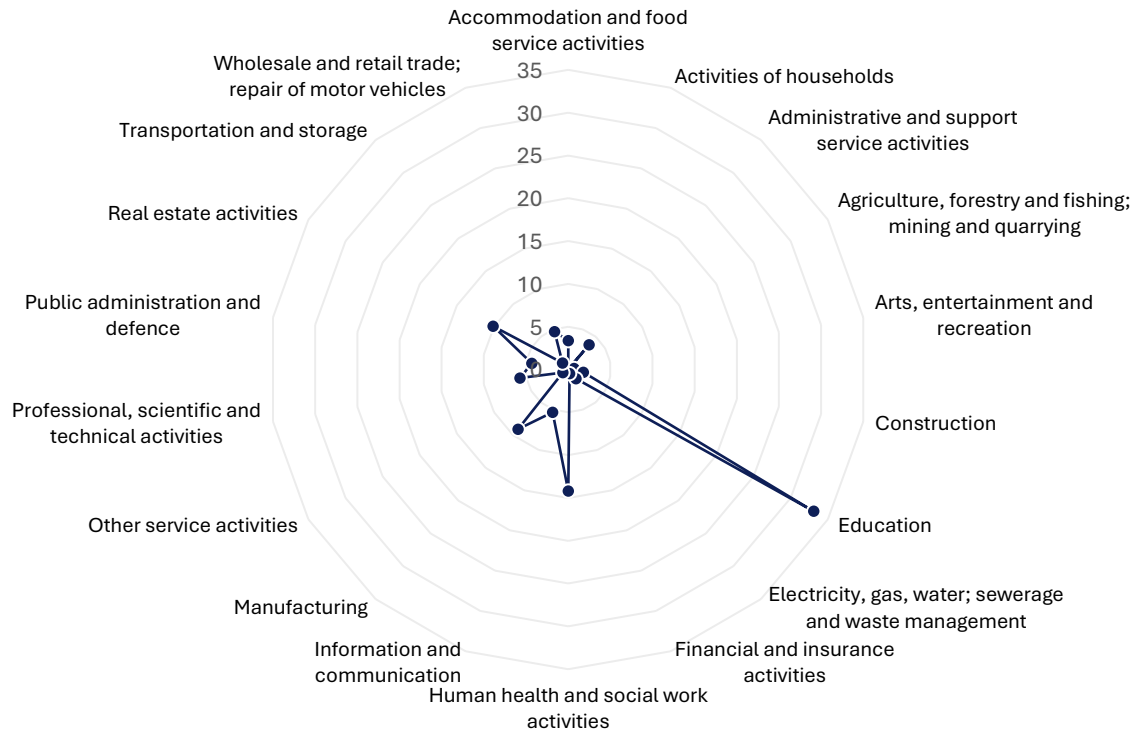 Accommodation and food
service activities
Activities of households
Administrative and support
service activities
Agriculture, forestry and fishing;
mining and quarrying
Arts, entertainment and
recreation
Construction
Education
Electricity, gas, water; sewerage
and waste management
Financial and insurance
activities
Human health and social work
activities
Information and
communication
Manufacturing
Other service activities
Professional, scientific and
technical activities
Public administration and
defence
Real estate activities
Transportation and storage
Wholesale and retail trade;
repair of motor vehicles
35
30
25
20
15
10
5
0